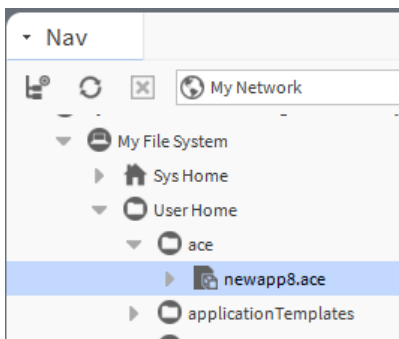 Nav
My Network
My File System
Sys Home
User Home
ace
newapp8.ace
applicationTemplates